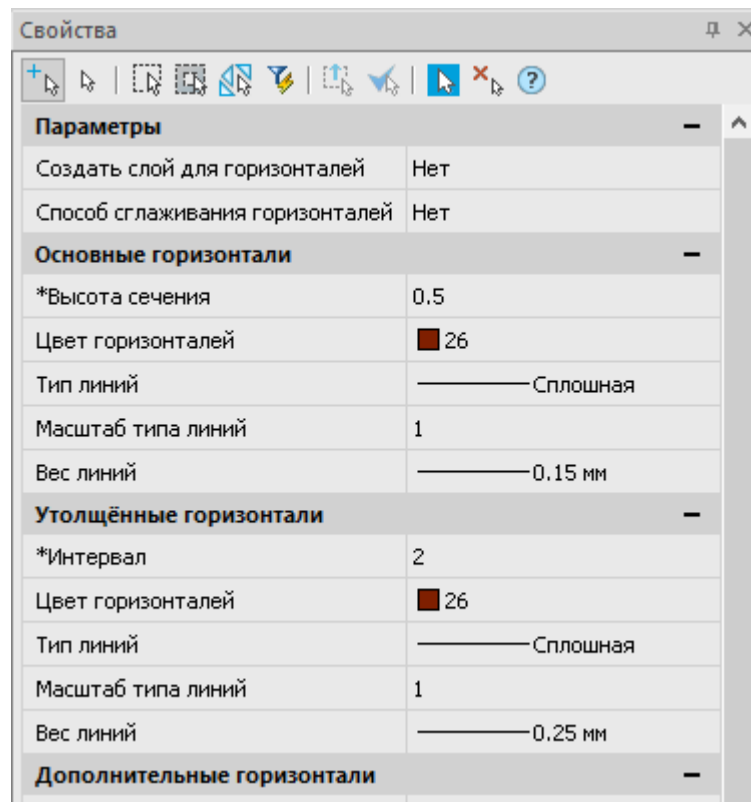 Свойства
Параметры
Создать слой для горизонталей Нет
Способ сглаживания горизонталей Нет
Основные горизонтали
*Высота сечения 0.5
Цвет горизонталей 26
Тип линий Сплошная
Масштаб типа линий 1
Вес линий 0.15 мм
Утолщённые горизонтали
*Интервал 2
Цвет горизонталей 26
Тип линий Сплошная
Масштаб типа линий 1
Вес линий 0.25 мм
Дополнительные горизонтали